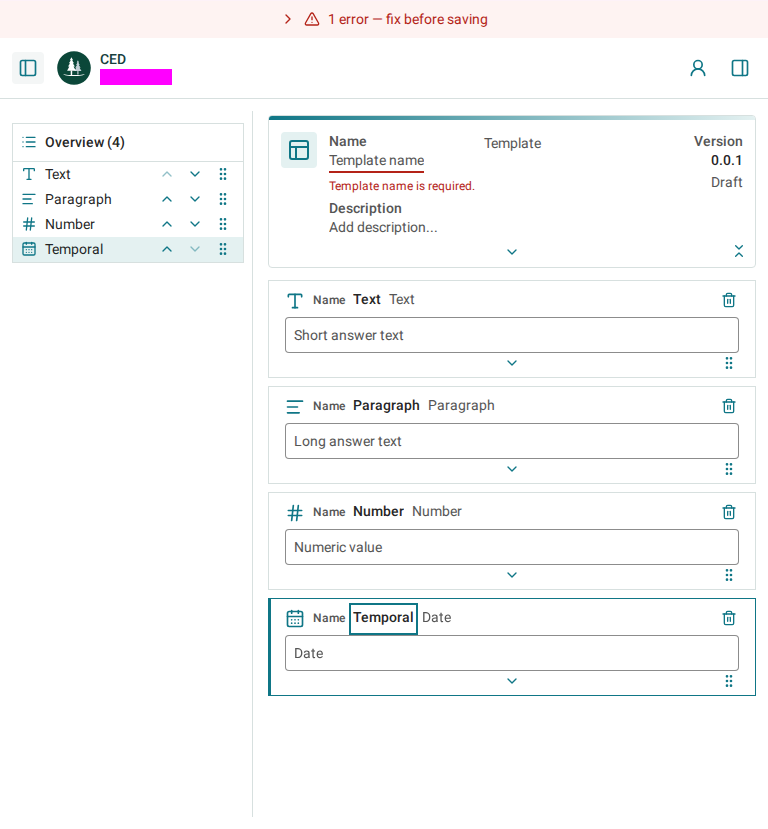 1 error — fix before saving
CED
Overview (4)
Text
Paragraph
Number
Temporal
Name
Template name
Template name is required.
Description
Add description...
Template
Version
0.0.1
Draft
Name Text Text
Short answer text
Name Paragraph Paragraph
Long answer text
Name Number Number
Numeric value
Name Temporal Date
Date